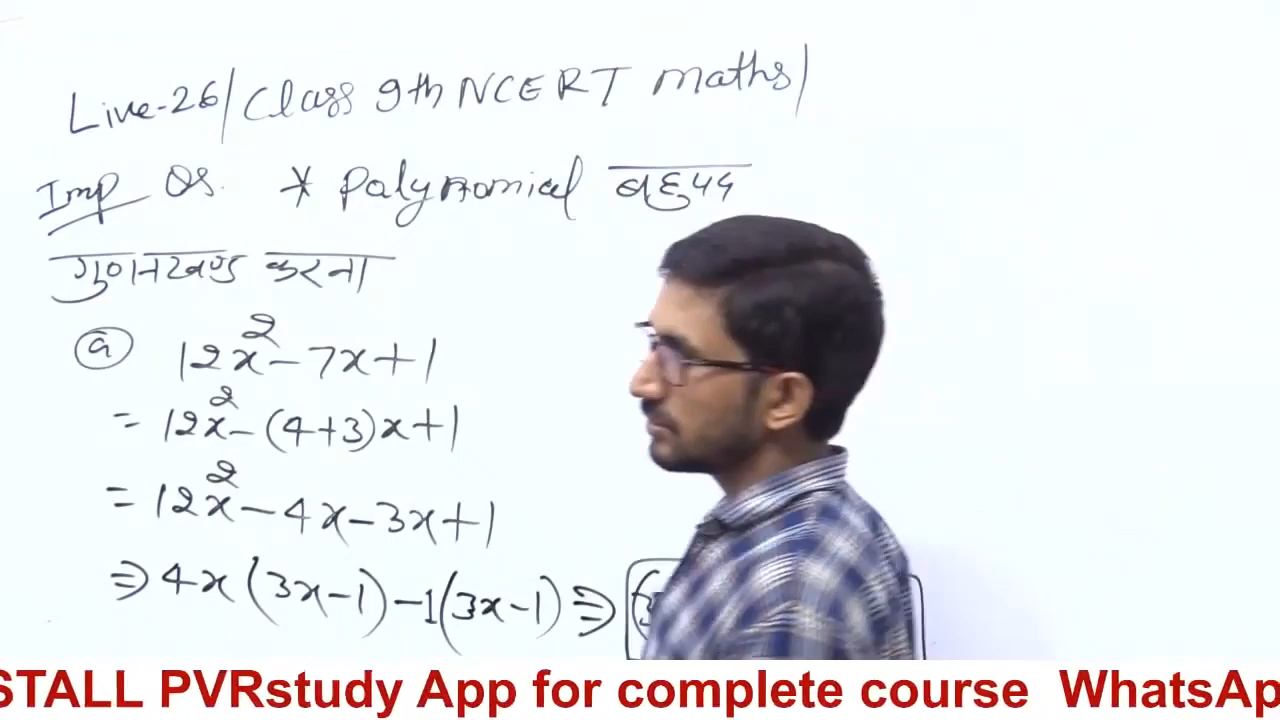 Live-26/ Class 9th NCERT maths/
Imp Qs. * Polynomial बहुपद
गुणनखण्ड करना
(a) 12x² - 7x + 1
= 12x² - (4+3)x + 1
= 12x² - 4x - 3x + 1
⇒ 4x(3x-1) - 1(3x-1) ⇒
STALL PVRstudy App for complete course WhatsAp